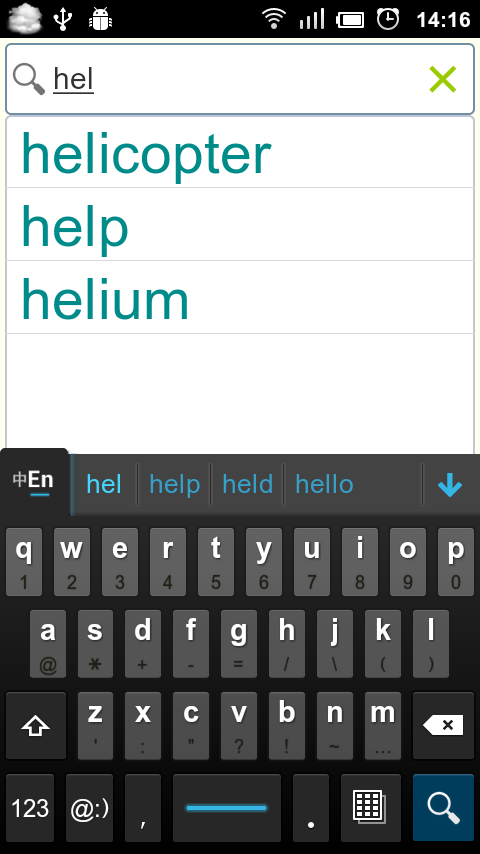 14:16
hel
helicopter
help
helium
中En hel help held hello
q w e r t y u i o p
1 2 3 4 5 6 7 8 9 0
a s d f g h j k l
@ * + - = / \ ( )
z x c v b n m
' : " ? ! ~ ...
123 @:) , .